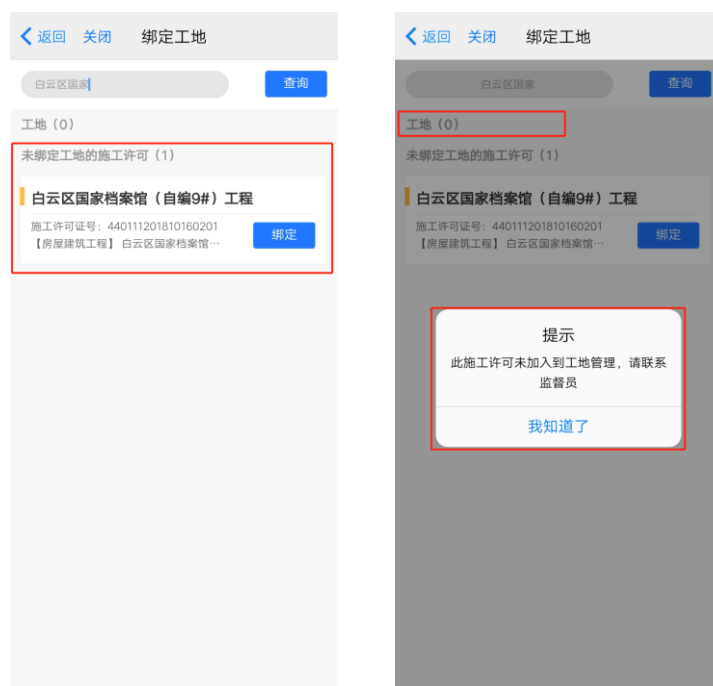 返回 关闭 绑定工地
白云区国家 查询
工地（0）
未绑定工地的施工许可（1）
白云区国家档案馆（自编9#）工程
施工许可证号：440111201810160201
【房屋建筑工程】白云区国家档案馆…
绑定
返回 关闭 绑定工地
白云区国家 查询
工地（0）
未绑定工地的施工许可（1）
白云区国家档案馆（自编9#）工程
施工许可证号：440111201810160201
【房屋建筑工程】白云区国家档案馆…
绑定
提示
此施工许可未加入到工地管理，请联系
监督员
我知道了